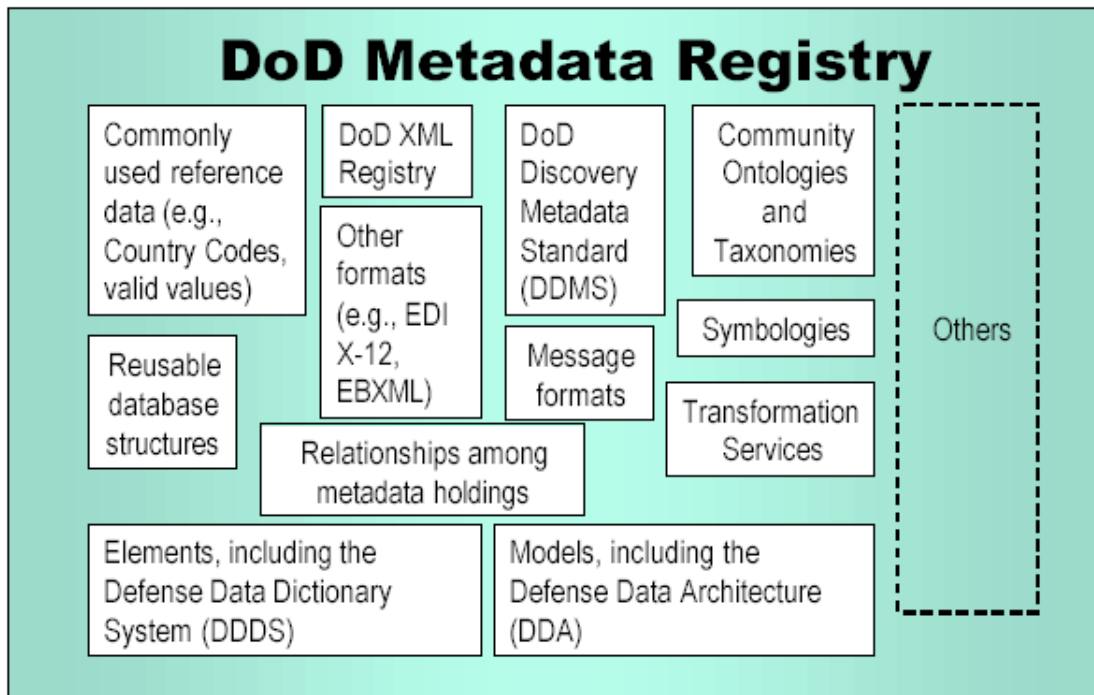 DoD Metadata Registry
Commonly
used reference
data (e.g.,
Country Codes,
valid values)
DoD XML
Registry
Other
formats
(e.g., EDI
X-12,
EBXML)
DoD
Discovery
Metadata
Standard
(DDMS)
Community
Ontologies
and
Taxonomies
Symbologies
Others
Reusable
database
structures
Message
formats
Transformation
Services
Relationships among
metadata holdings
Elements, including the
Defense Data Dictionary
System (DDDS)
Models, including the
Defense Data Architecture
(DDA)